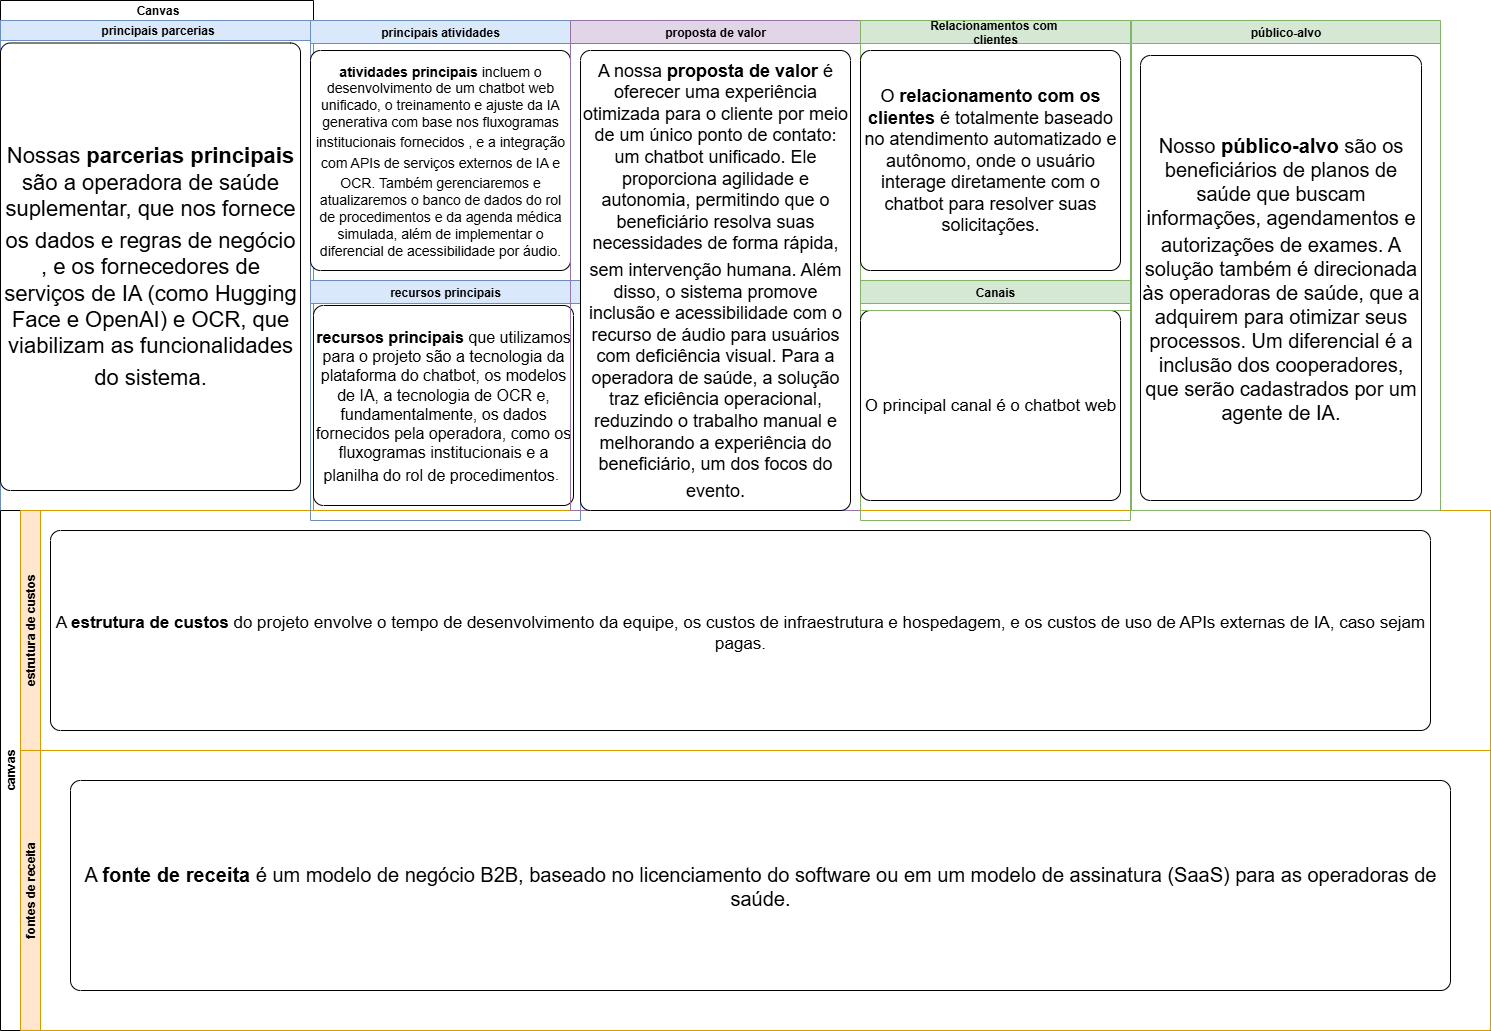 Canvas
principais parcerias
Nossas parcerias principais
são a operadora de saúde
suplementar, que nos fornece
os dados e regras de negócio
, e os fornecedores de
serviços de IA (como Hugging
Face e OpenAI) e OCR, que
viabilizam as funcionalidades
do sistema.
principais atividades
atividades principais incluem o
desenvolvimento de um chatbot web
unificado, o treinamento e ajuste da IA
generativa com base nos fluxogramas
institucionais fornecidos , e a integração
com APIs de serviços externos de IA e
OCR. Também gerenciaremos e
atualizaremos o banco de dados do rol
de procedimentos e da agenda médica
simulada, além de implementar o
diferencial de acessibilidade por áudio.
recursos principais
recursos principais que utilizamos
para o projeto são a tecnologia da
plataforma do chatbot, os modelos
de IA, a tecnologia de OCR e,
fundamentalmente, os dados
fornecidos pela operadora, como os
fluxogramas institucionais e a
planilha do rol de procedimentos.
proposta de valor
A nossa proposta de valor é
oferecer uma experiência
otimizada para o cliente por meio
de um único ponto de contato:
um chatbot unificado. Ele
proporciona agilidade e
autonomia, permitindo que o
beneficiário resolva suas
necessidades de forma rápida,
sem intervenção humana. Além
disso, o sistema promove
inclusão e acessibilidade com o
recurso de áudio para usuários
com deficiência visual. Para a
operadora de saúde, a solução
traz eficiência operacional,
reduzindo o trabalho manual e
melhorando a experiência do
beneficiário, um dos focos do
evento.
Relacionamentos com
clientes
O relacionamento com os
clientes é totalmente baseado
no atendimento automatizado e
autônomo, onde o usuário
interage diretamente com o
chatbot para resolver suas
solicitações.
Canais
O principal canal é o chatbot web
público-alvo
Nosso público-alvo são os
beneficiários de planos de
saúde que buscam
informações, agendamentos e
autorizações de exames. A
solução também é direcionada
às operadoras de saúde, que a
adquirem para otimizar seus
processos. Um diferencial é a
inclusão dos cooperadores,
que serão cadastrados por um
agente de IA.
canvas
estrutura de custos
A estrutura de custos do projeto envolve o tempo de desenvolvimento da equipe, os custos de infraestrutura e hospedagem, e os custos de uso de APIs externas de IA, caso sejam
pagas.
fontes de receita
A fonte de receita é um modelo de negócio B2B, baseado no licenciamento do software ou em um modelo de assinatura (SaaS) para as operadoras de
saúde.